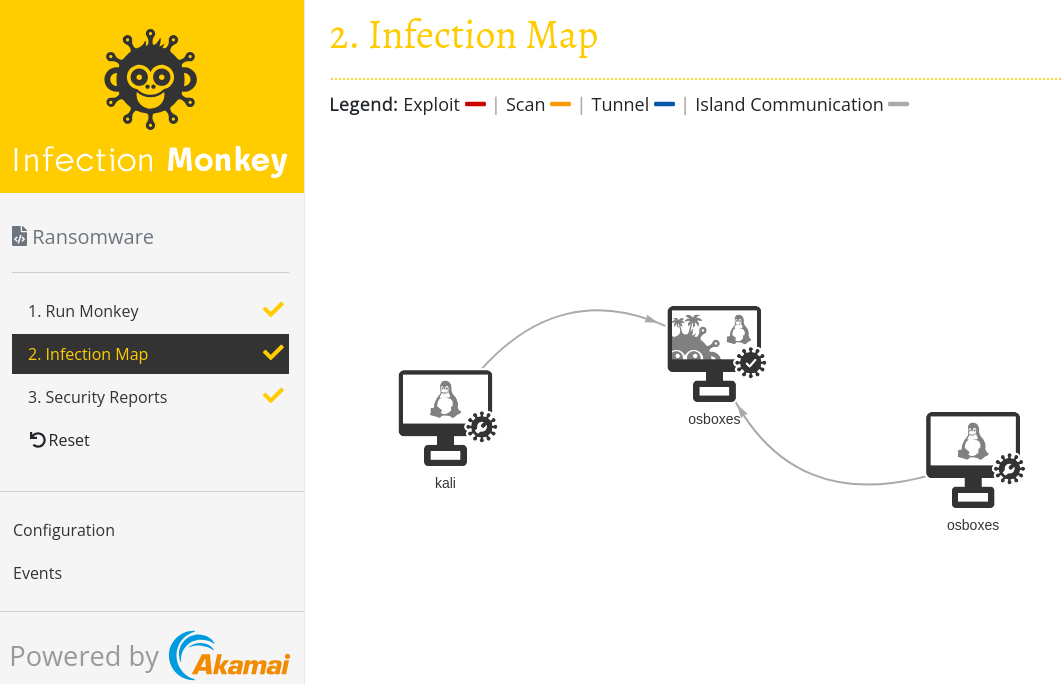 Infection Monkey
Ransomware
1. Run Monkey
2. Infection Map
3. Security Reports
Reset
Configuration
Events
Powered by Akamai
2. Infection Map
Legend: Exploit | Scan | Tunnel | Island Communication
kali
osboxes
osboxes